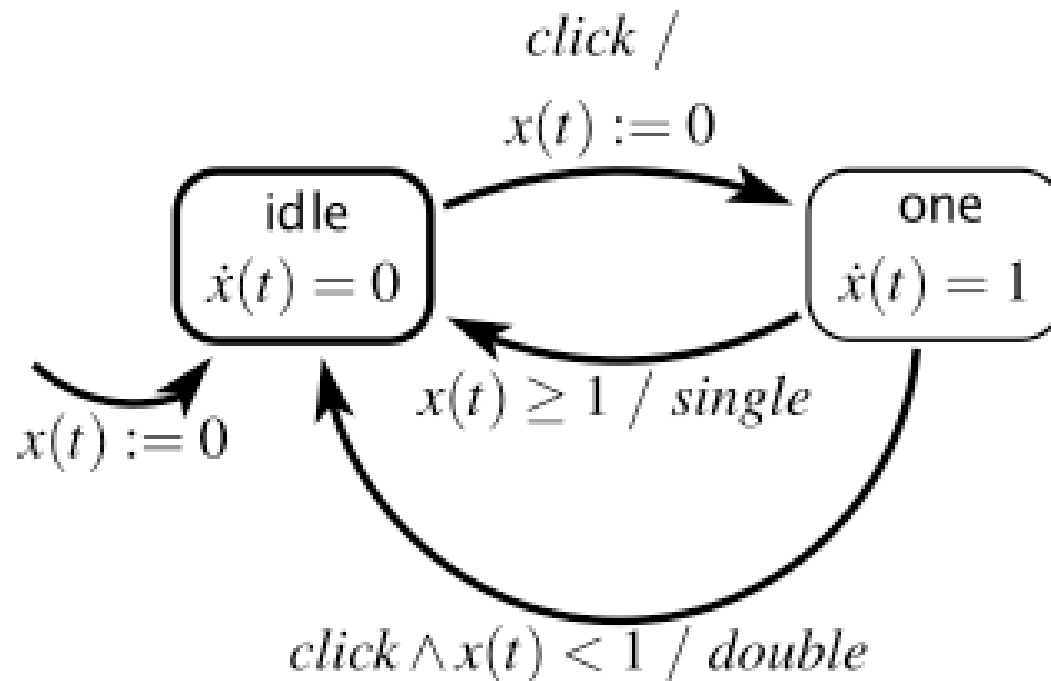 click /
x(t) := 0
idle
ẋ(t) = 0
one
ẋ(t) = 1
x(t) ≥ 1 / single
x(t) := 0
click ∧ x(t) < 1 / double